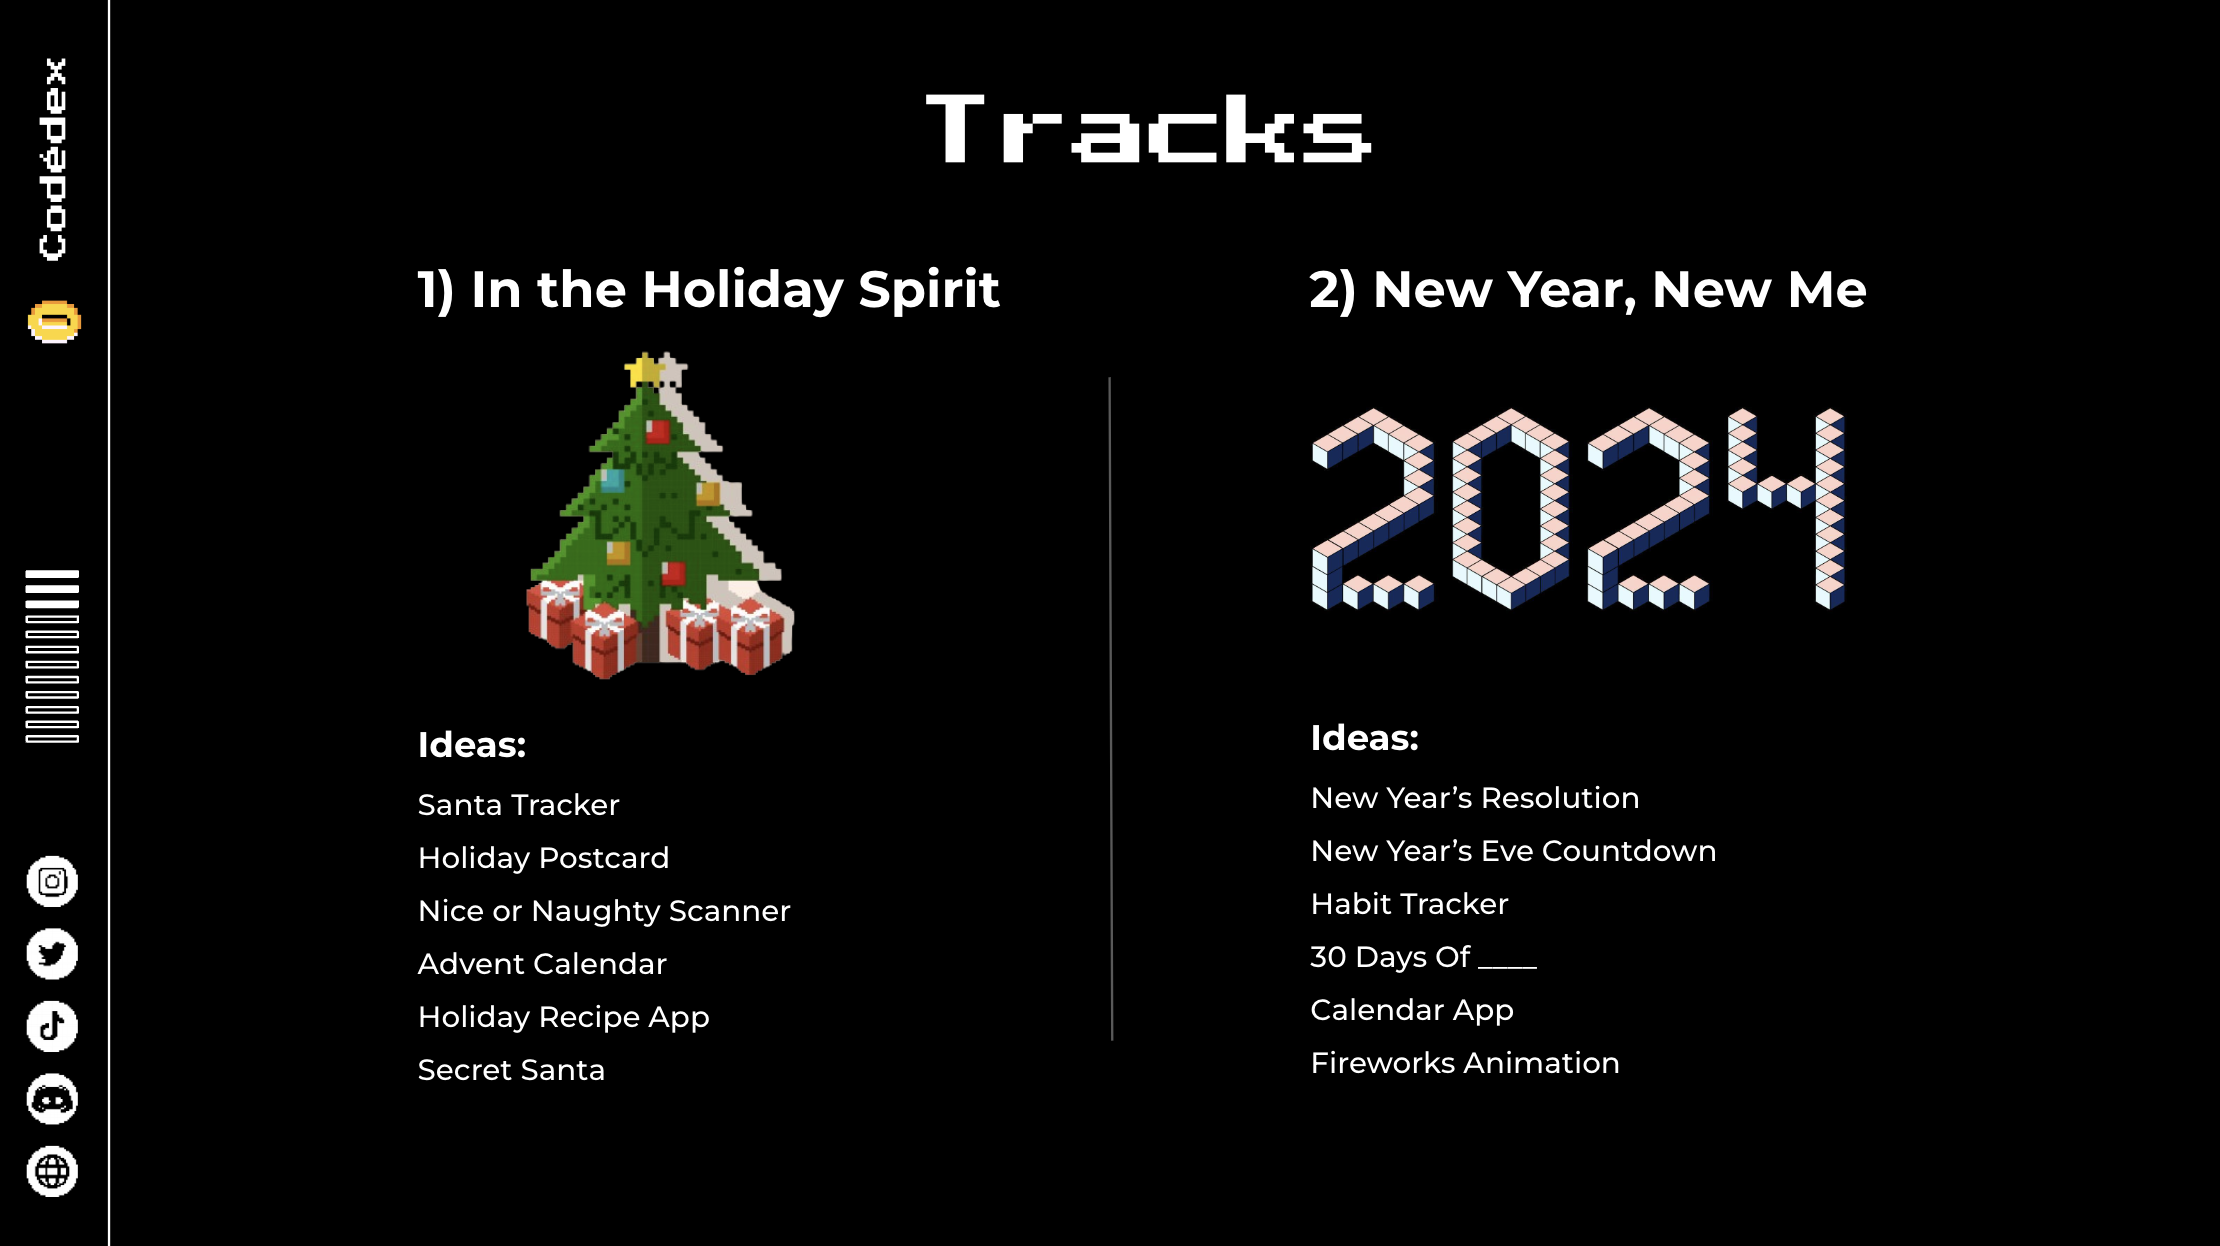 Codédex
Tracks
1) In the Holiday Spirit
Ideas:
Santa Tracker
Holiday Postcard
Nice or Naughty Scanner
Advent Calendar
Holiday Recipe App
Secret Santa
2) New Year, New Me
2024
Ideas:
New Year’s Resolution
New Year’s Eve Countdown
Habit Tracker
30 Days Of ____
Calendar App
Fireworks Animation